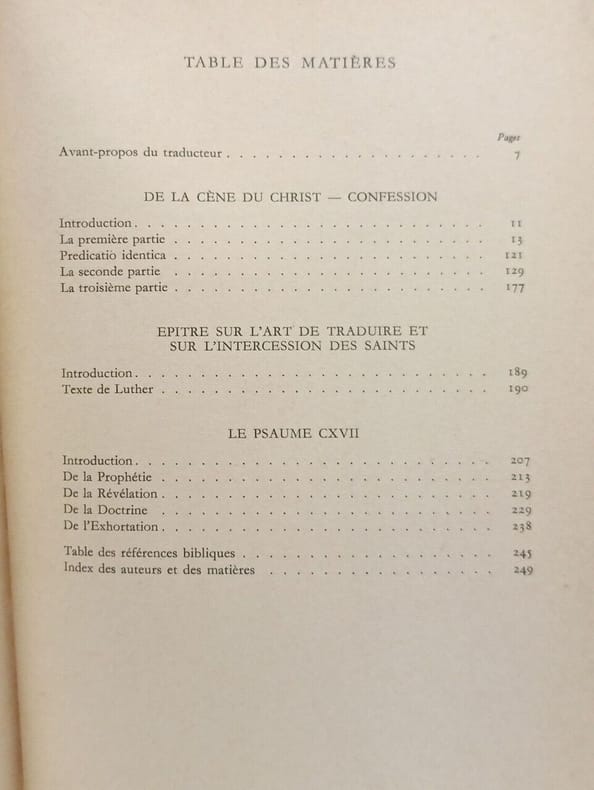 TABLE DES MATIÈRES
Pages
Avant-propos du traducteur . . . . . . . . . . . . . . . . . . . . 7
DE LA CÈNE DU CHRIST — CONFESSION
Introduction . . . . . . . . . . . . . . . . . . . . . . . . . . 11
La première partie . . . . . . . . . . . . . . . . . . . . . . . . 13
Predicatio identica . . . . . . . . . . . . . . . . . . . . . . . . 121
La seconde partie . . . . . . . . . . . . . . . . . . . . . . . . 129
La troisième partie . . . . . . . . . . . . . . . . . . . . . . . . 177
EPITRE SUR L'ART DE TRADUIRE ET
SUR L'INTERCESSION DES SAINTS
Introduction . . . . . . . . . . . . . . . . . . . . . . . . . . 189
Texte de Luther . . . . . . . . . . . . . . . . . . . . . . . . . 190
LE PSAUME CXVII
Introduction . . . . . . . . . . . . . . . . . . . . . . . . . . 207
De la Prophétie . . . . . . . . . . . . . . . . . . . . . . . . . 213
De la Révélation . . . . . . . . . . . . . . . . . . . . . . . . . 219
De la Doctrine . . . . . . . . . . . . . . . . . . . . . . . . . 229
De l'Exhortation . . . . . . . . . . . . . . . . . . . . . . . . . 238
Table des références bibliques . . . . . . . . . . . . . . . . . . . 245
Index des auteurs et des matières . . . . . . . . . . . . . . . . . 249